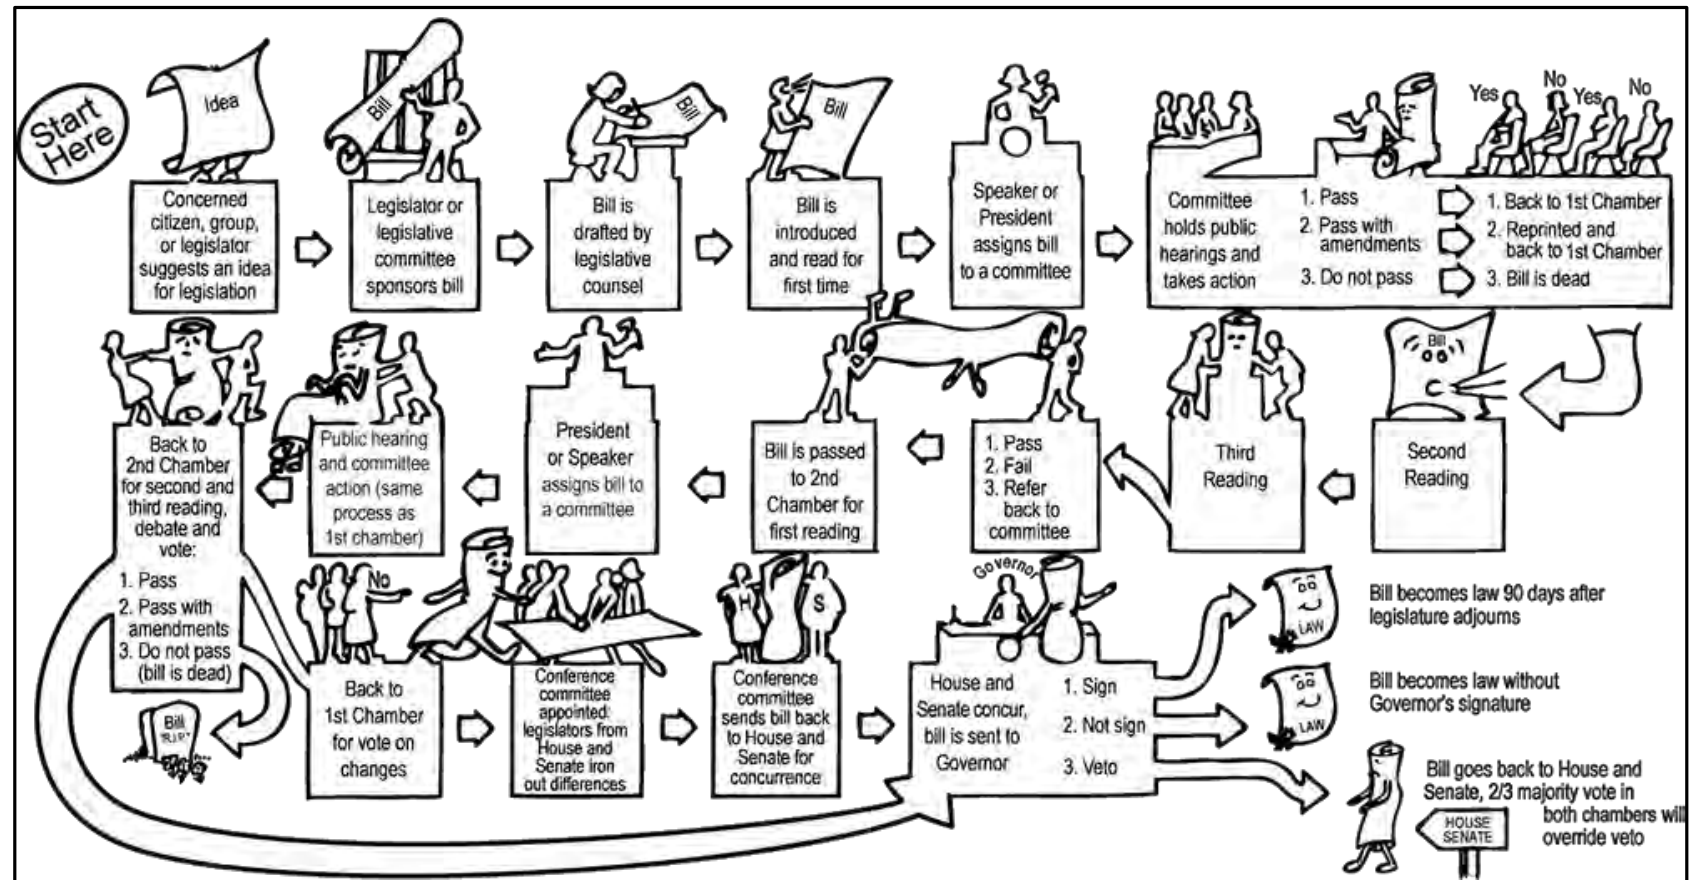 Start
Here
Idea
Concerned
citizen, group,
or legislator
suggests an idea
for legislation
Bill
Legislator or
legislative
committee
sponsors bill
Bill
Bill is
drafted by
legislative
counsel
Bill
Bill is
introduced
and read for
first time
Speaker or
President
assigns bill
to a committee
Committee
holds public
hearings and
takes action
1. Pass
2. Pass with
amendments
3. Do not pass
Yes
No
Yes
No
1. Back to 1st Chamber
2. Reprinted and
back to 1st Chamber
3. Bill is dead
Bill
Second
Reading
Third
Reading
1. Pass
2. Fail
3. Refer
back to
committee
Bill is passed
to 2nd
Chamber for
first reading
President
or Speaker
assigns bill to
a committee
Public hearing
and committee
action (same
process as
1st chamber)
Back to
2nd Chamber
for second and
third reading,
debate and
vote:
1. Pass
2. Pass with
amendments
3. Do not pass
(bill is dead)
Bill
R.I.P.
No
Back to
1st Chamber
for vote on
changes
Conference
committee
appointed:
legislators from
House and
Senate iron
out differences
H
S
Conference
committee
sends bill back
to House and
Senate for
concurrence
Governor
House and
Senate concur,
bill is sent to
Governor
1. Sign
2. Not sign
3. Veto
LAW
Bill becomes law 90 days after
legislature adjourns
LAW
Bill becomes law without
Governor's signature
Bill goes back to House and
Senate, 2/3 majority vote in
both chambers will
override veto
HOUSE
SENATE